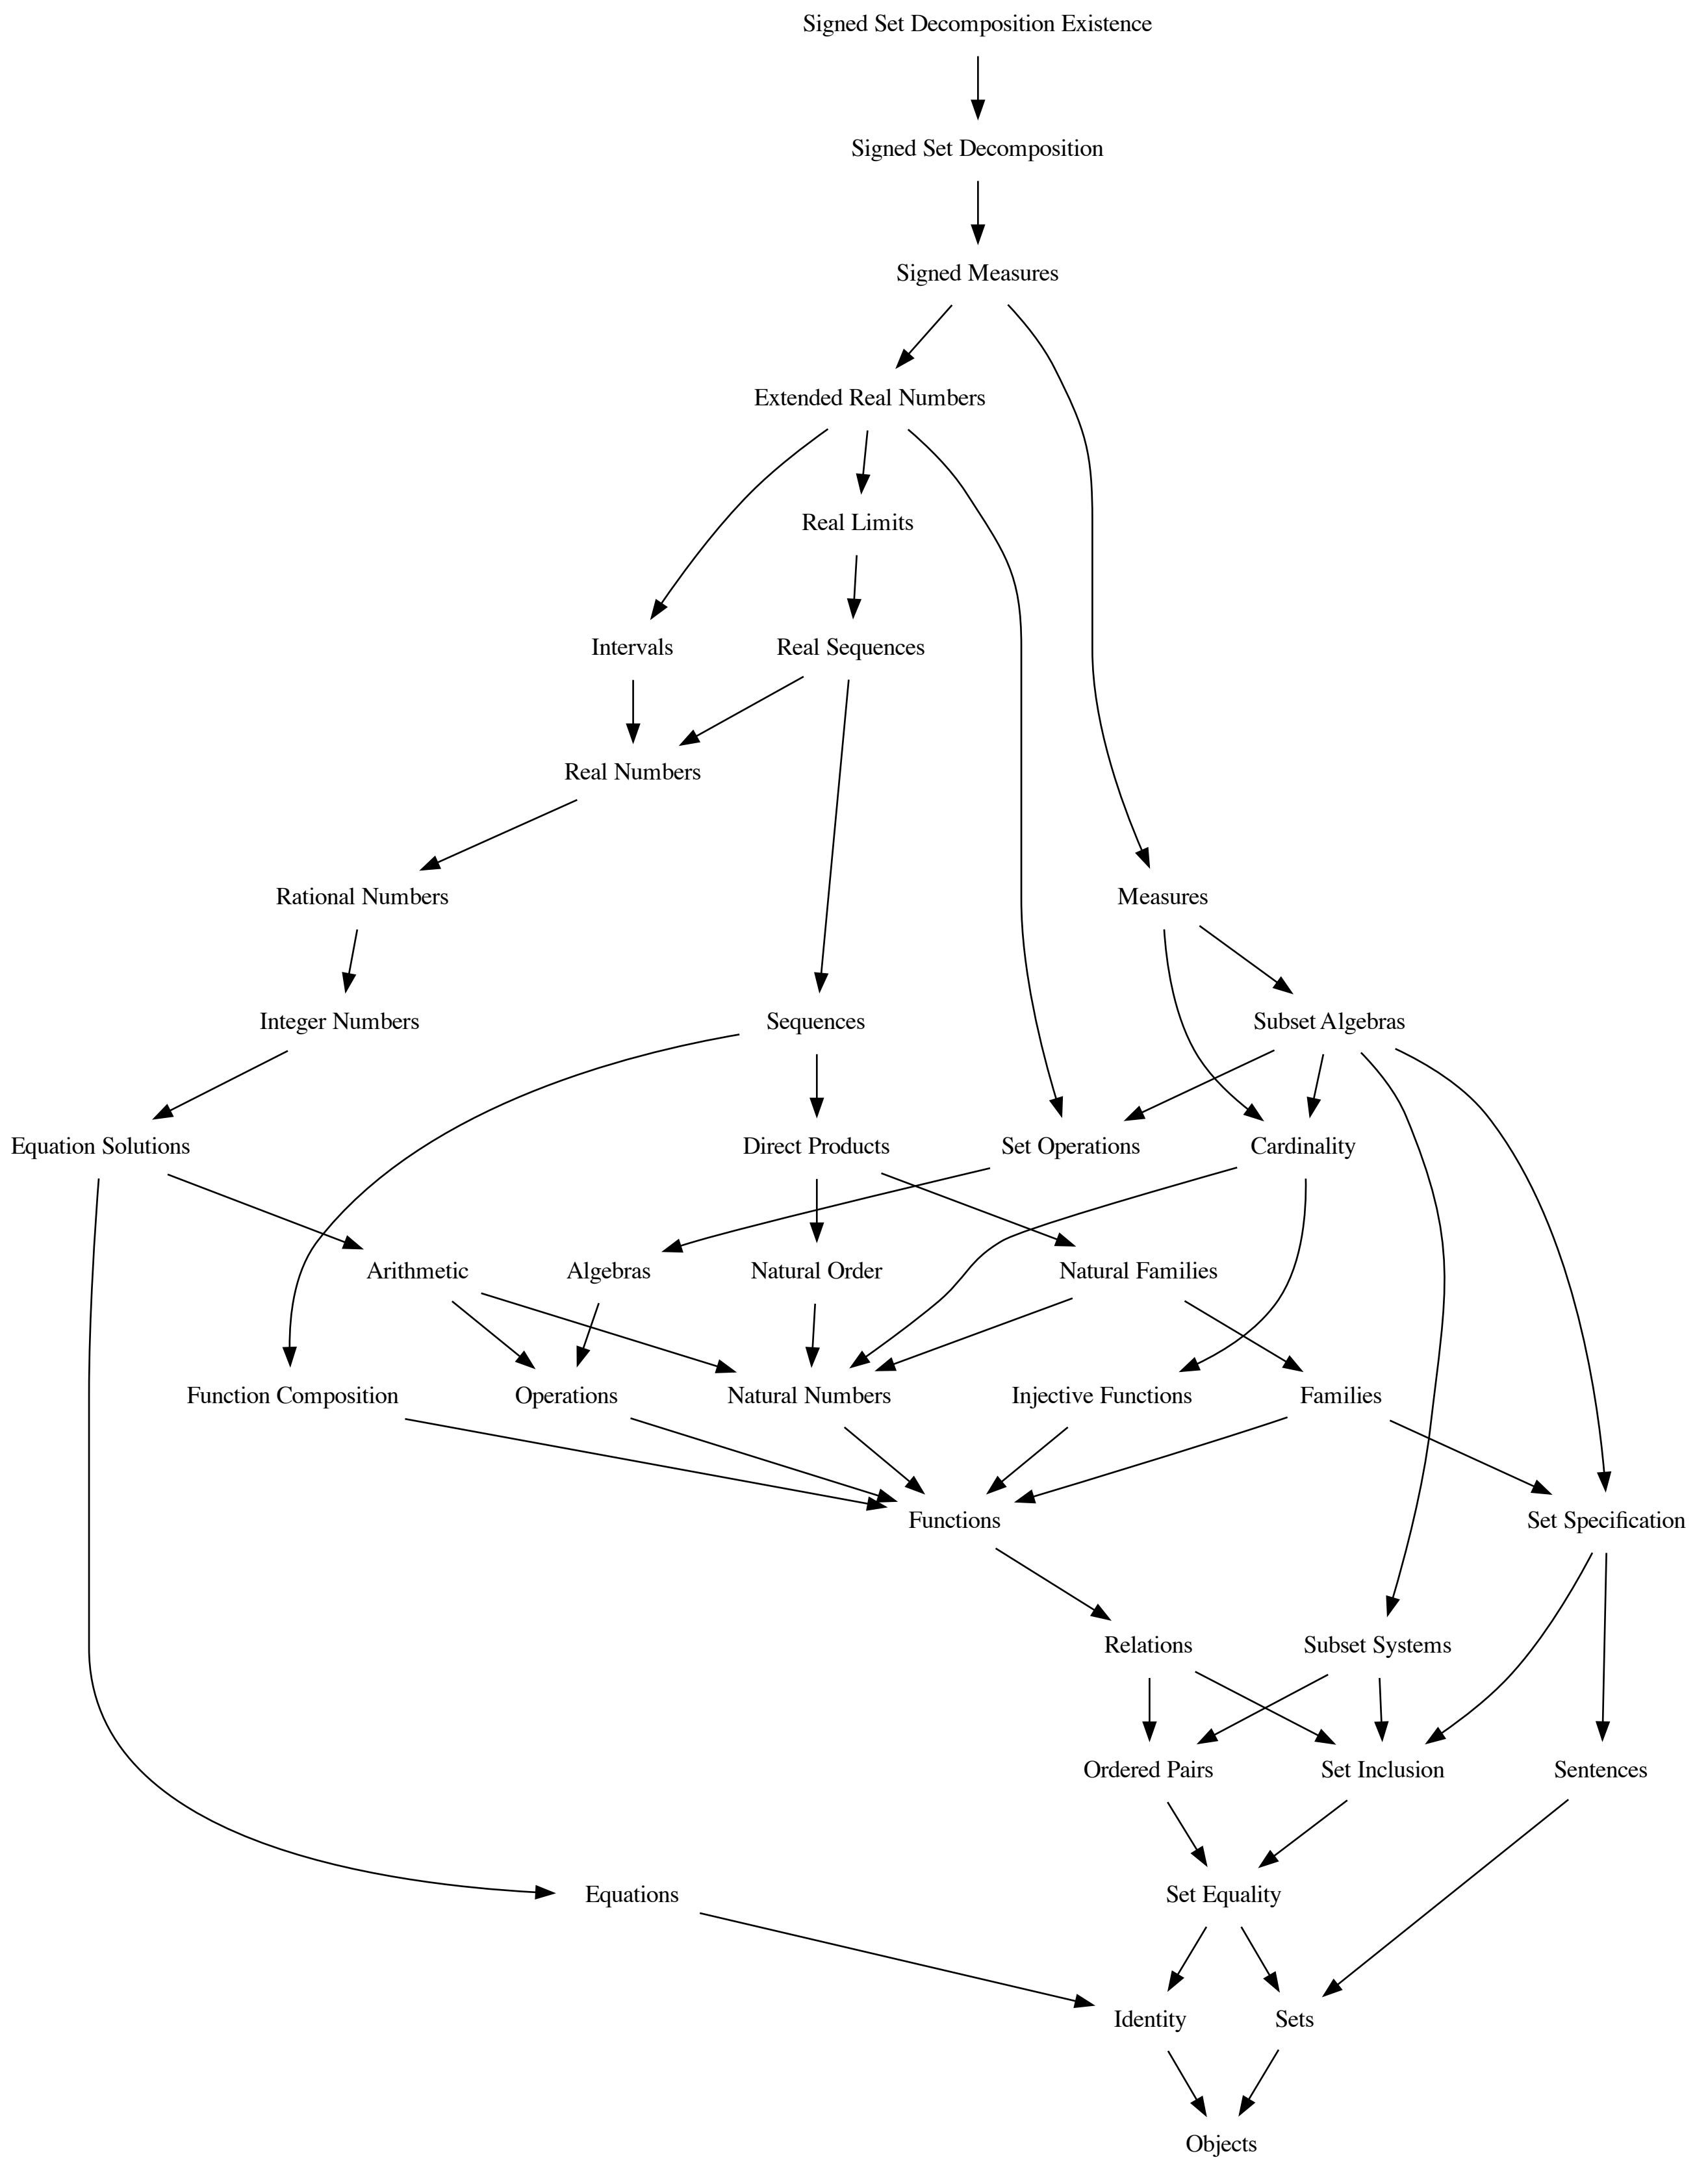 Signed Set Decomposition Existence
Signed Set Decomposition
Signed Measures
Extended Real Numbers
Real Limits
Intervals
Real Sequences
Real Numbers
Rational Numbers
Measures
Integer Numbers
Sequences
Subset Algebras
Equation Solutions
Direct Products
Set Operations
Cardinality
Arithmetic
Algebras
Natural Order
Natural Families
Function Composition
Operations
Natural Numbers
Injective Functions
Families
Functions
Set Specification
Relations
Subset Systems
Ordered Pairs
Set Inclusion
Sentences
Equations
Set Equality
Identity
Sets
Objects